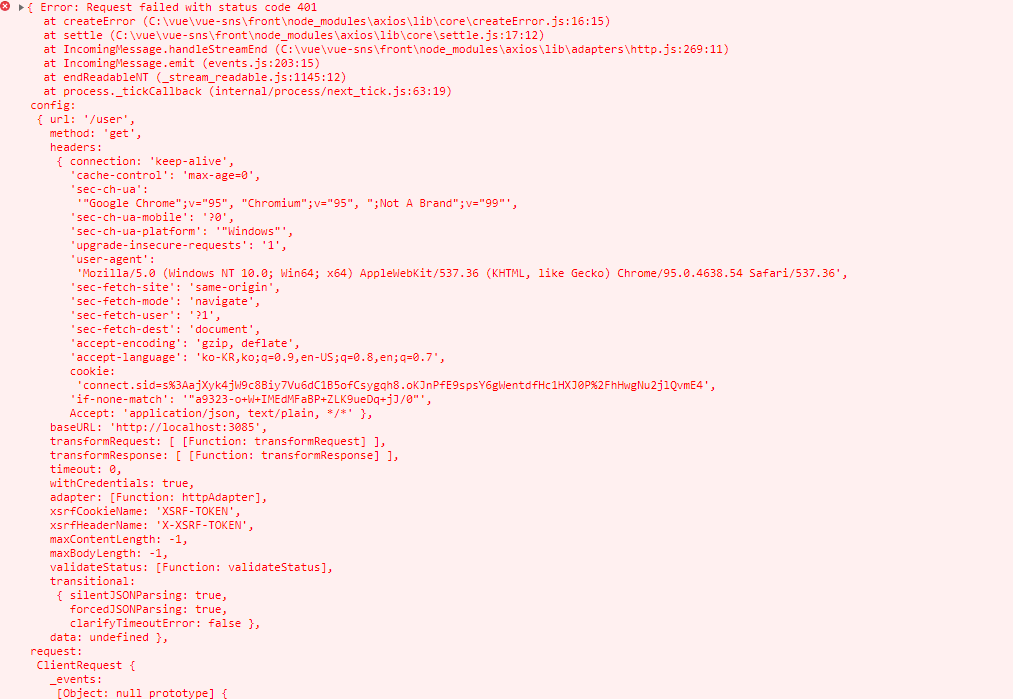 { Error: Request failed with status code 401
at createError (C:\vue\vue-sns\front\node_modules\axios\lib\core\createError.js:16:15)
at settle (C:\vue\vue-sns\front\node_modules\axios\lib\core\settle.js:17:12)
at IncomingMessage.handleStreamEnd (C:\vue\vue-sns\front\node_modules\axios\lib\adapters\http.js:269:11)
at IncomingMessage.emit (events.js:203:15)
at endReadableNT (_stream_readable.js:1145:12)
at process._tickCallback (internal/process/next_tick.js:63:19)
config:
{ url: '/user',
method: 'get',
headers:
{ connection: 'keep-alive',
'cache-control': 'max-age=0',
'sec-ch-ua':
'"Google Chrome";v="95", "Chromium";v="95", ";Not A Brand";v="99"',
'sec-ch-ua-mobile': '?0',
'sec-ch-ua-platform': '"Windows"',
'upgrade-insecure-requests': '1',
'user-agent':
'Mozilla/5.0 (Windows NT 10.0; Win64; x64) AppleWebKit/537.36 (KHTML, like Gecko) Chrome/95.0.4638.54 Safari/537.36',
'sec-fetch-site': 'same-origin',
'sec-fetch-mode': 'navigate',
'sec-fetch-user': '?1',
'sec-fetch-dest': 'document',
'accept-encoding': 'gzip, deflate',
'accept-language': 'ko-KR,ko;q=0.9,en-US;q=0.8,en;q=0.7',
cookie:
'connect.sid=s%3AajXyk4jW9c8Biy7Vu6dC1B5ofCsygqh8.oKJnPfE9spsY6gWentdfHc1HXJ0P%2FhHwgNu2jlQvmE4',
'if-none-match': '"a9323-o+W+IMEdMFaBP+ZLK9ueDq+jJ/0"',
Accept: 'application/json, text/plain, */*' },
baseURL: 'http://localhost:3085',
transformRequest: [ [Function: transformRequest] ],
transformResponse: [ [Function: transformResponse] ],
timeout: 0,
withCredentials: true,
adapter: [Function: httpAdapter],
xsrfCookieName: 'XSRF-TOKEN',
xsrfHeaderName: 'X-XSRF-TOKEN',
maxContentLength: -1,
maxBodyLength: -1,
validateStatus: [Function: validateStatus],
transitional:
{ silentJSONParsing: true,
forcedJSONParsing: true,
clarifyTimeoutError: false },
data: undefined },
request:
ClientRequest {
_events:
[Object: null prototype] {